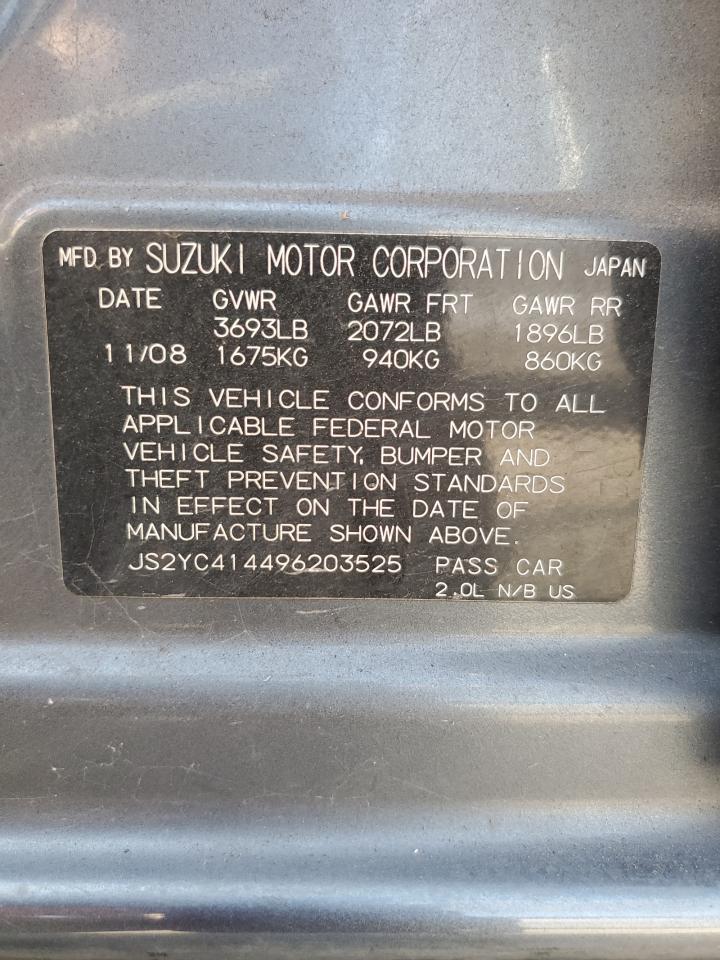 MFD. BY SUZUKI MOTOR CORPORATION JAPAN
DATE GVWR GAWR FRT GAWR RR
3693LB 2072LB 1896LB
11/08 1675KG 940KG 860KG
THIS VEHICLE CONFORMS TO ALL
APPLICABLE FEDERAL MOTOR
VEHICLE SAFETY, BUMPER AND
THEFT PREVENTION STANDARDS
IN EFFECT ON THE DATE OF
MANUFACTURE SHOWN ABOVE.
JS2YC414496203525 PASS CAR
2.0L N/B US